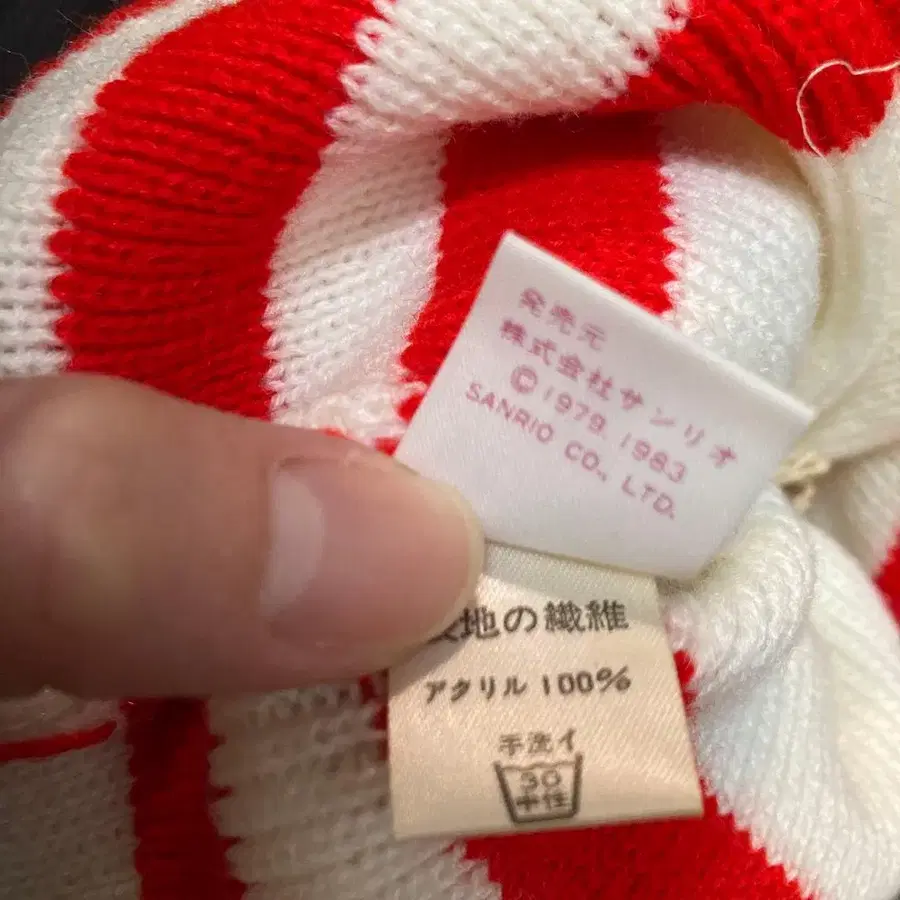 発売元
株式会社サンリオ
©1979, 1983
SANRIO CO., LTD.
地の繊維
アクリル 100%
手洗イ
30
中性